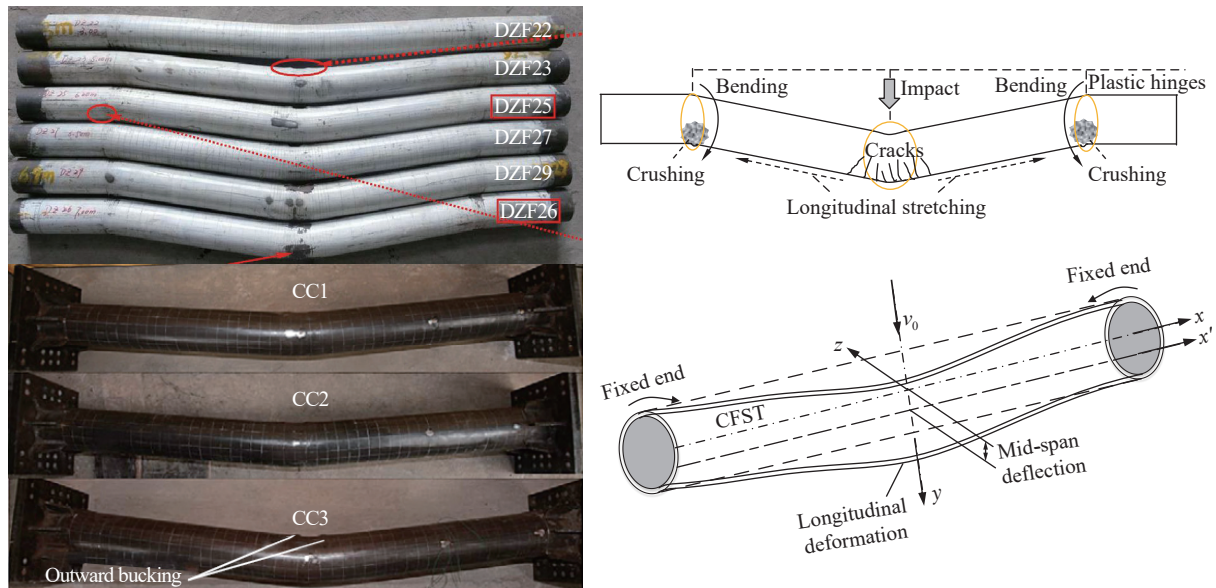 DZF22
DZF23
DZF25
DZF27
DZF29
DZF26
CC1
CC2
CC3
Outward bucking
Bending
Impact
Bending
Plastic hinges
Cracks
Crushing
Crushing
Longitudinal stretching
Fixed end
v₀
x
x'
z
Fixed end
CFST
Mid-span
deflection
y
Longitudinal
deformation